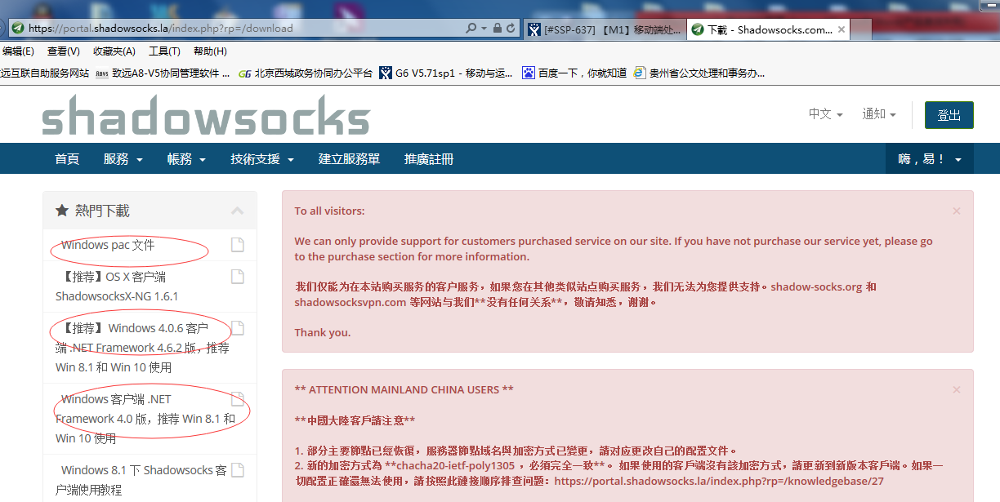 https://portal.shadowsocks.la/index.php?rp=/download
[#SSP-637] 【M1】移动端处...
下載 - Shadowsocks.com...
编辑(E) 查看(V) 收藏夹(A) 工具(T) 帮助(H)
远互联自助服务网站 致远A8-V5协同管理软件 ... 北京西城政务协同办公平台 G6 V5.71sp1 - 移动与运... 百度一下，你就知道 贵州省公文处理和事务办...
shadowsocks
中文 通知 登出
首頁 服務 帳務 技術支援 建立服務單 推廣註冊 嗨，易！
熱門下載
Windows pac 文件
【推荐】OS X 客户端
ShadowsocksX-NG 1.6.1
【推荐】 Windows 4.0.6 客户
端 .NET Framework 4.6.2 版，推荐
Win 8.1 和 Win 10 使用
Windows 客户端 .NET
Framework 4.0 版，推荐 Win 8.1 和
Win 10 使用
Windows 8.1 下 Shadowsocks 客
户端使用教程
To all visitors:
We can only provide support for customers purchased service on our site. If you have not purchase our service yet, please go
to the purchase section for more information.
我们仅能为在本站购买服务的客户服务，如果您在其他类似站点购买服务，我们无法为您提供支持。shadow-socks.org 和
shadowsocksvpn.com 等网站与我们**没有任何关系**，敬请知悉，谢谢。
Thank you.
** ATTENTION MAINLAND CHINA USERS **
**中國大陸客戶請注意**
1. 部分主要節點已經恢復，服務器節點域名與加密方式已變更，請对应更改自己的配置文件。
2. 新的加密方式為 **chacha20-ietf-poly1305 ，必須完全一致**。 如果使用的客戶端沒有該加密方式，請更新到新版本客戶端。如果一
切配置正確還無法使用，請按照此鏈接順序排查问题：https://portal.shadowsocks.la/index.php?rp=/knowledgebase/27